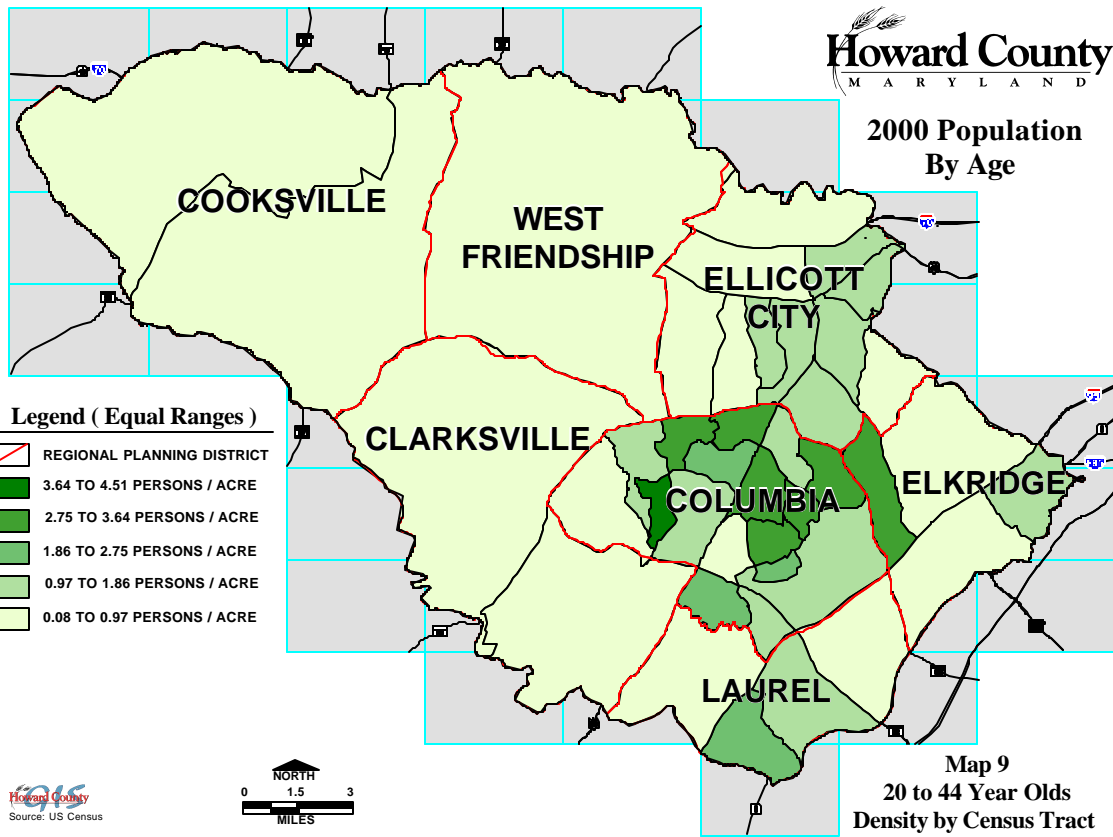 Howard County
MARYLAND
2000 Population
By Age
COOKSVILLE
WEST
FRIENDSHIP
ELLICOTT
CITY
CLARKSVILLE
COLUMBIA
ELKRIDGE
LAUREL
Legend ( Equal Ranges )
REGIONAL PLANNING DISTRICT
3.64 TO 4.51 PERSONS / ACRE
2.75 TO 3.64 PERSONS / ACRE
1.86 TO 2.75 PERSONS / ACRE
0.97 TO 1.86 PERSONS / ACRE
0.08 TO 0.97 PERSONS / ACRE
NORTH
0 1.5 3
MILES
Howard County
GIS
Source: US Census
Map 9
20 to 44 Year Olds
Density by Census Tract